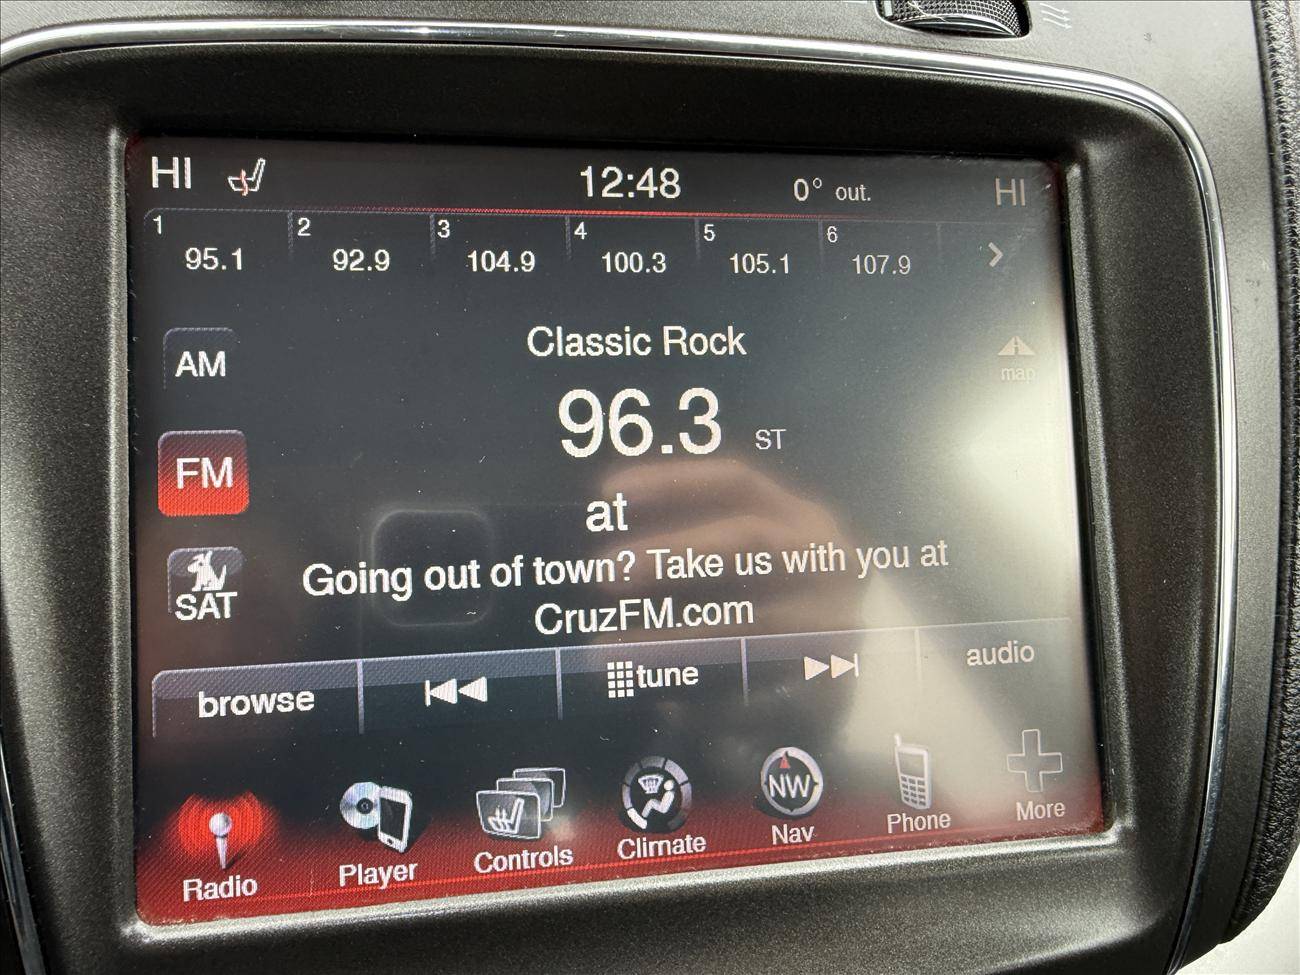 HI 12:48 0° out. HI
1 2 3 4 5 6
95.1 92.9 104.9 100.3 105.1 107.9
Classic Rock
map
AM
96.3 ST
FM
at
Going out of town? Take us with you at
CruzFM.com
SAT
browse tune audio
NW
Radio Player Controls Climate Nav Phone More